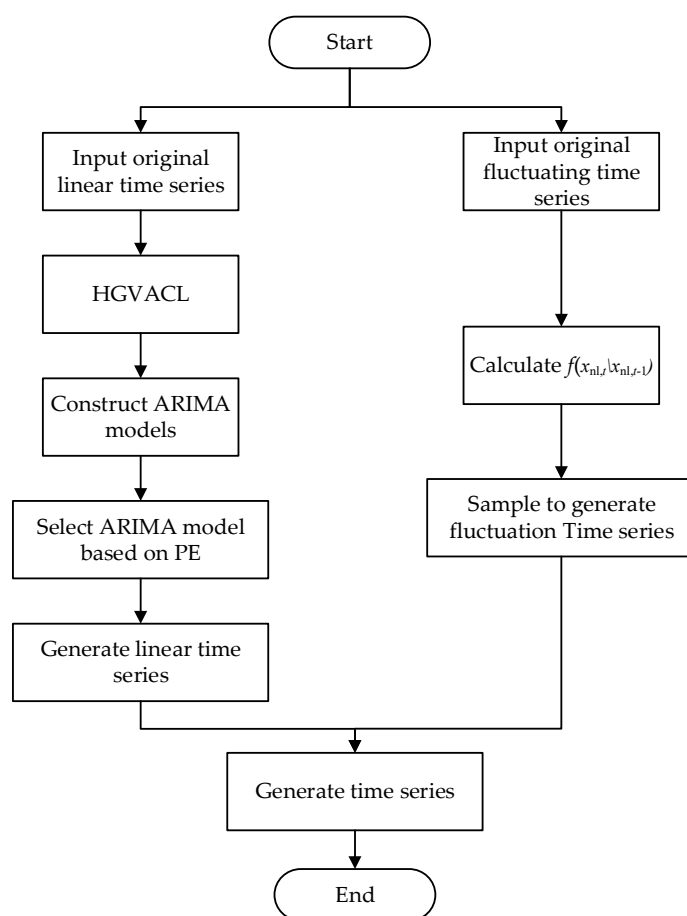 Start
Input original
linear time series
HGVACL
Construct ARIMA
models
Select ARIMA model
based on PE
Generate linear time
series
Input original
fluctuating time
series
Calculate f(xnl,t\xnl,t-1)
Sample to generate
fluctuation Time series
Generate time series
End